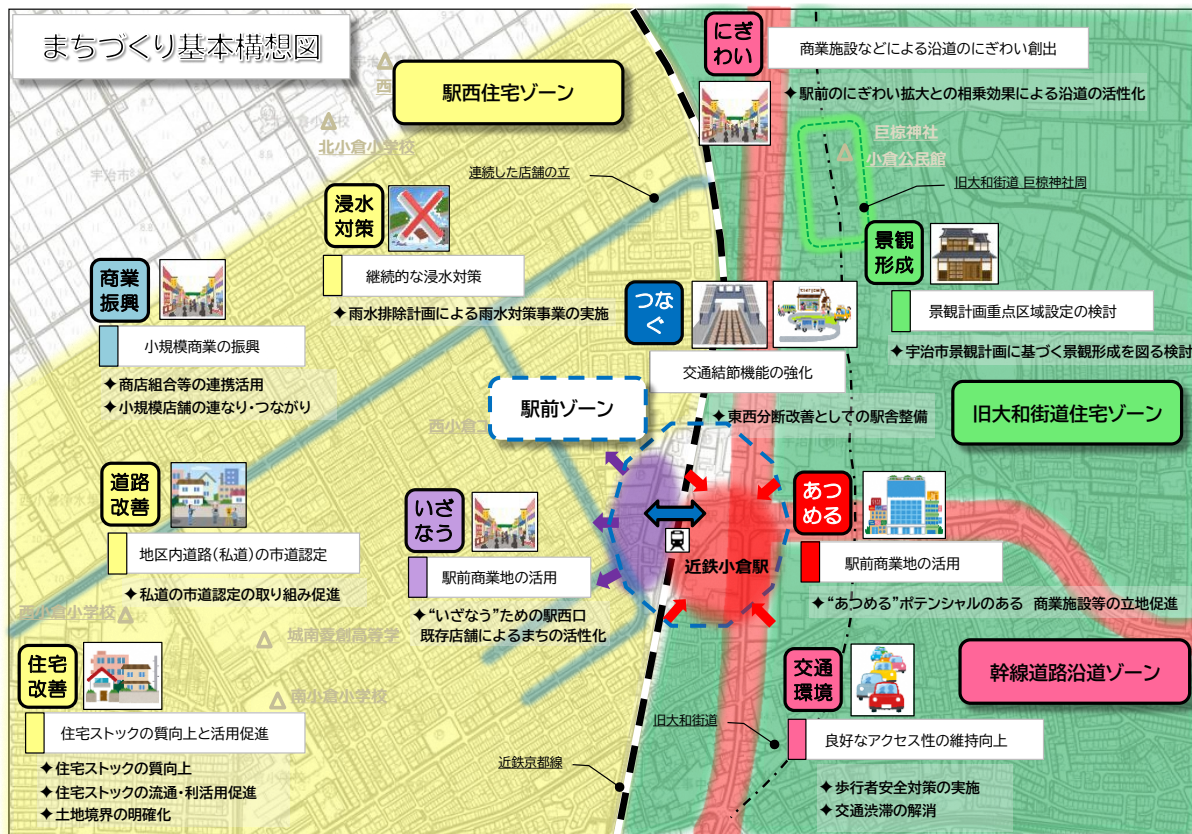 まちづくり基本構想図
駅西住宅ゾーン
にぎ
わい
商業施設などによる沿道のにぎわい創出
✦駅前のにぎわい拡大との相乗効果による沿道の活性化
巨椋神社
小倉公民館
北小倉小学校
宇治市
連続した店舗の立
旧大和街道 巨椋神社周
浸水
対策
継続的な浸水対策
✦雨水排除計画による雨水対策事業の実施
景観
形成
景観計画重点区域設定の検討
✦宇治市景観計画に基づく景観形成を図る検討
商業
振興
小規模商業の振興
✦商店組合等の連携活用
✦小規模店舗の連なり・つながり
つな
ぐ
交通結節機能の強化
✦東西分断改善としての駅舎整備
駅前ゾーン
旧大和街道住宅ゾーン
西小倉
道路
改善
地区内道路(私道)の市道認定
✦私道の市道認定の取り組み促進
いざ
なう
駅前商業地の活用
✦“いざなう”ための駅西口
既存店舗によるまちの活性化
近鉄小倉駅
あつ
める
駅前商業地の活用
✦“あつめる”ポテンシャルのある 商業施設等の立地促進
西小倉小学校
城南菱創高等学
南小倉小学校
住宅
改善
住宅ストックの質向上と活用促進
✦住宅ストックの質向上
✦住宅ストックの流通・利活用促進
✦土地境界の明確化
近鉄京都線
旧大和街道
交通
環境
良好なアクセス性の維持向上
✦歩行者安全対策の実施
✦交通渋滞の解消
幹線道路沿道ゾーン